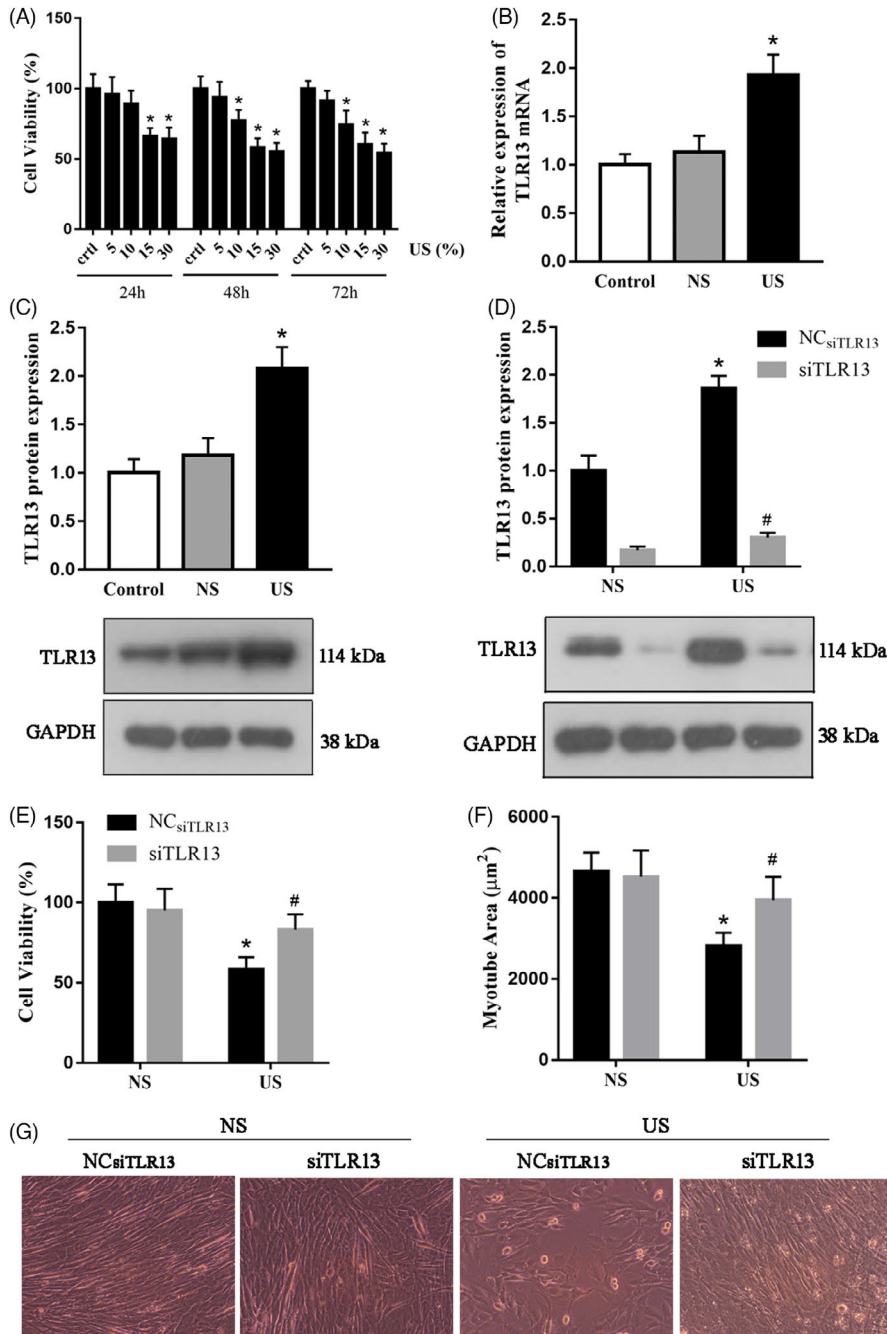 (A)
Cell Viability (%)
150
100
50
0
crtl 5 10 15 30 crtl 5 10 15 30 crtl 5 10 15 30 US (%)
24h 48h 72h
* * * * * * * *
(B)
Relative expression of
TLR13 mRNA
2.5
2.0
1.5
1.0
0.5
0.0
*
Control NS US
(C)
TLR13 protein expression
2.5
2.0
1.5
1.0
0.5
0.0
*
Control NS US
TLR13 114 kDa
GAPDH 38 kDa
(D)
NCsiTLR13
siTLR13
TLR13 protein expression
2.5
2.0
1.5
1.0
0.5
0.0
*
#
NS US
TLR13 114 kDa
GAPDH 38 kDa
(E)
NCsiTLR13
siTLR13
Cell Viability (%)
150
100
50
0
* #
NS US
(F)
Myotube Area (μm2)
6000
4000
2000
0
* #
NS US
(G)
NS US
NCsiTLR13 siTLR13 NCsiTLR13 siTLR13